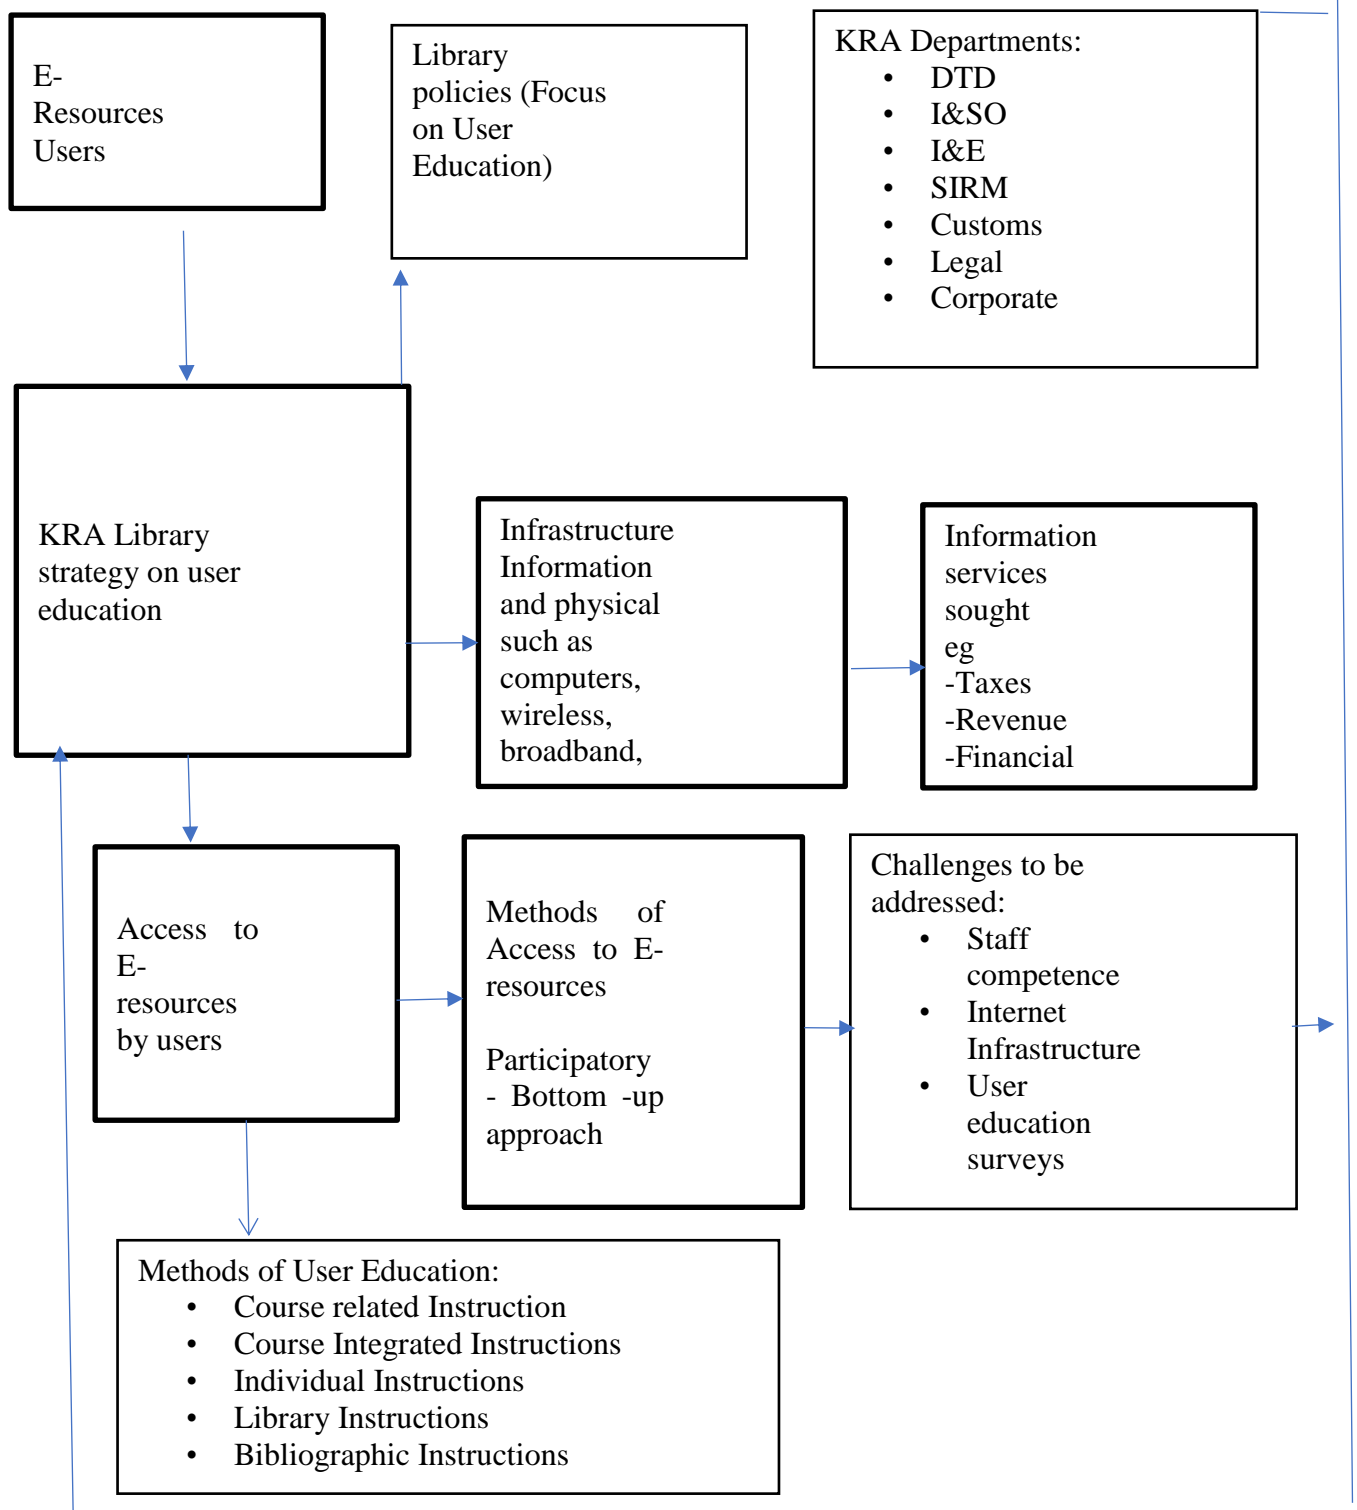 E-
Resources
Users
Library
policies (Focus
on User
Education)
KRA Departments:
• DTD
• I&SO
• I&E
• SIRM
• Customs
• Legal
• Corporate
KRA Library
strategy on user
education
Infrastructure
Information
and physical
such as
computers,
wireless,
broadband,
Information
services
sought
eg
-Taxes
-Revenue
-Financial
Access to
E-
resources
by users
Methods of
Access to E-
resources
Participatory
- Bottom -up
approach
Challenges to be
addressed:
• Staff
competence
• Internet
Infrastructure
• User
education
surveys
Methods of User Education:
• Course related Instruction
• Course Integrated Instructions
• Individual Instructions
• Library Instructions
• Bibliographic Instructions